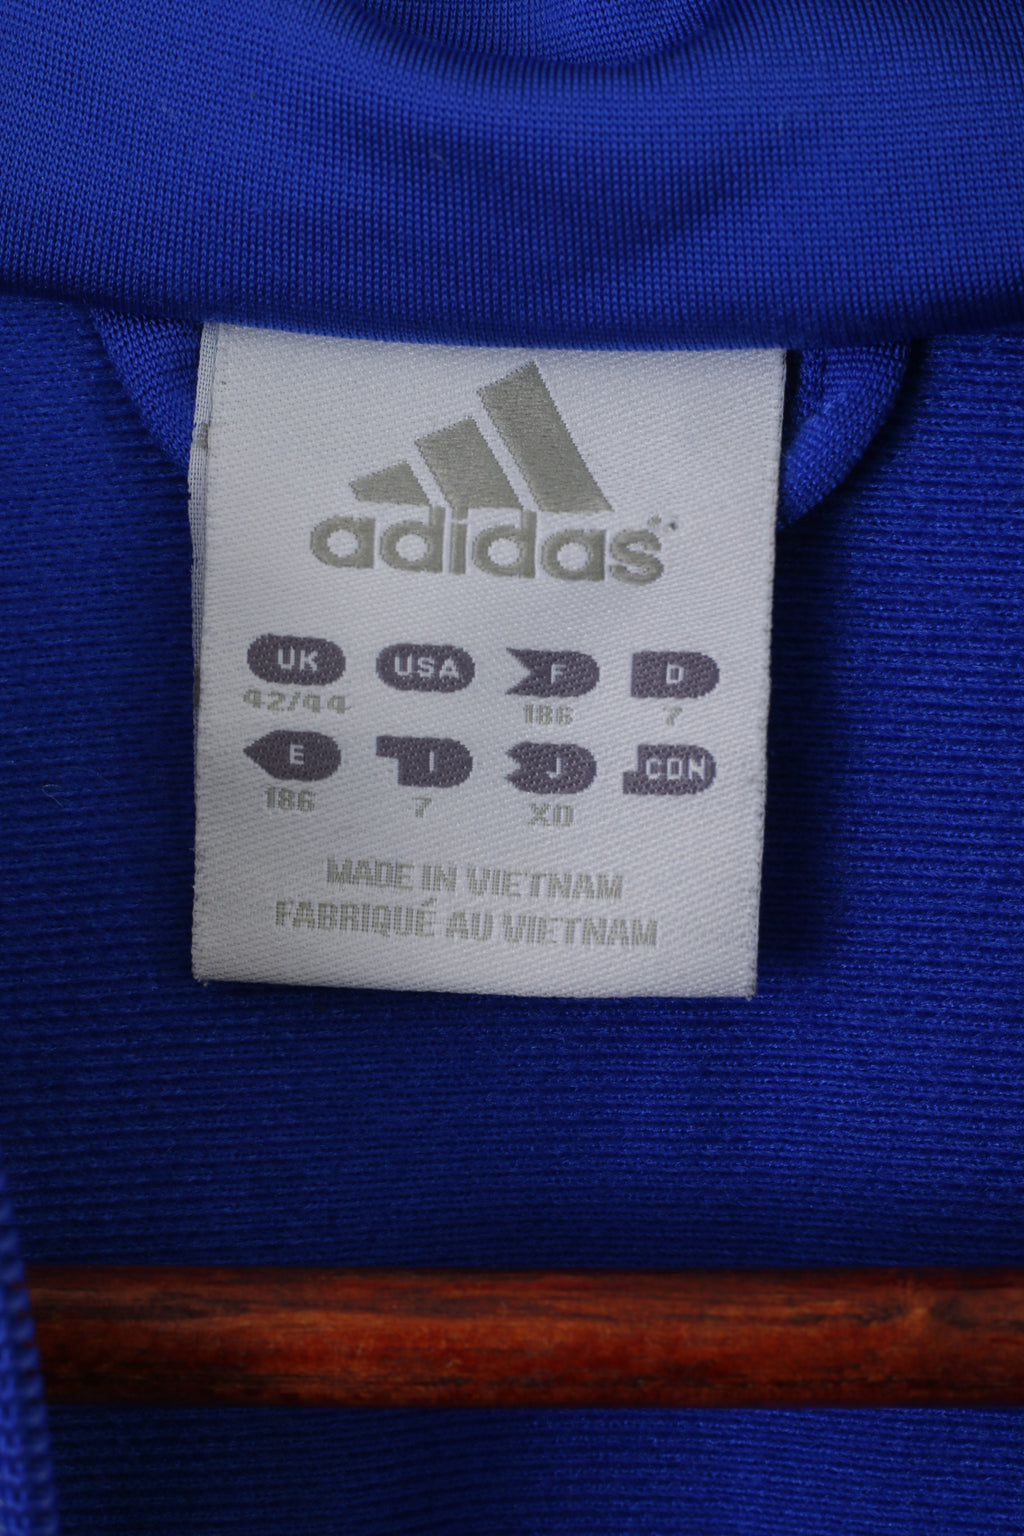 adidas
UK USA F D
42/44 186 7
E I J CON
186 7 XO
MADE IN VIETNAM
FABRIQUÉ AU VIETNAM